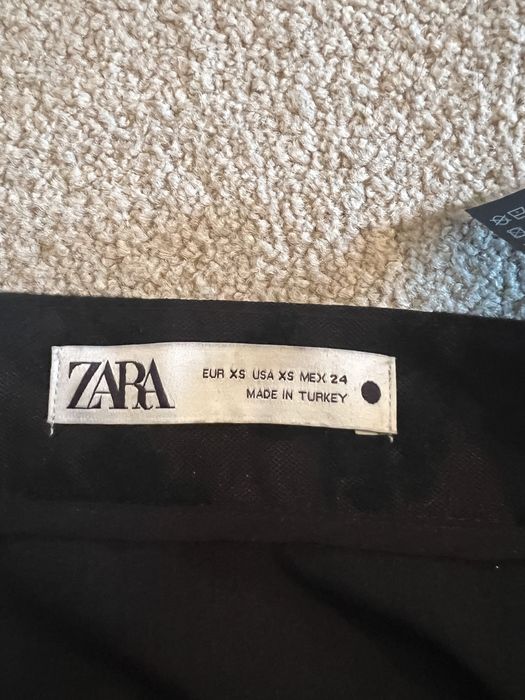 ZARA
EUR XS USA XS MEX 24
MADE IN TURKEY